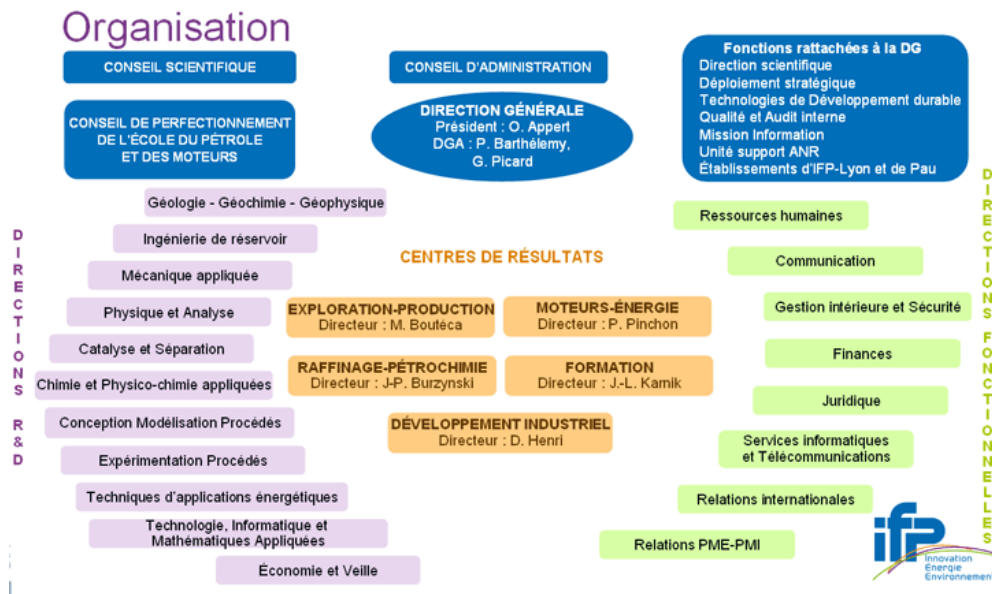 Organisation
CONSEIL SCIENTIFIQUE
CONSEIL D'ADMINISTRATION
Fonctions rattachées à la DG
Direction scientifique
Déploiement stratégique
Technologies de Développement durable
Qualité et Audit interne
Mission Information
Unité support ANR
Établissements d'IFP-Lyon et de Pau
CONSEIL DE PERFECTIONNEMENT
DE L'ÉCOLE DU PÉTROLE
ET DES MOTEURS
DIRECTION GÉNÉRALE
Président : O. Appert
DGA : P. Barthélemy,
G. Picard
DIRECTIONS R&D
Géologie - Géochimie - Géophysique
Ingénierie de réservoir
Mécanique appliquée
Physique et Analyse
Catalyse et Séparation
Chimie et Physico-chimie appliquées
Conception Modélisation Procédés
Expérimentation Procédés
Techniques d'applications énergétiques
Technologie, Informatique et
Mathématiques Appliquées
Économie et Veille
CENTRES DE RÉSULTATS
EXPLORATION-PRODUCTION
Directeur : M. Boutéca
MOTEURS-ÉNERGIE
Directeur : P. Pinchon
RAFFINAGE-PÉTROCHIMIE
Directeur : J-P. Burzynski
FORMATION
Directeur : J.-L. Karnik
DÉVELOPPEMENT INDUSTRIEL
Directeur : D. Henri
Ressources humaines
Communication
Gestion intérieure et Sécurité
Finances
Juridique
Services informatiques
et Télécommunications
Relations internationales
Relations PME-PMI
DIRECTIONS FONCTIONNELLES
ifp
Innovation
Énergie
Environnement